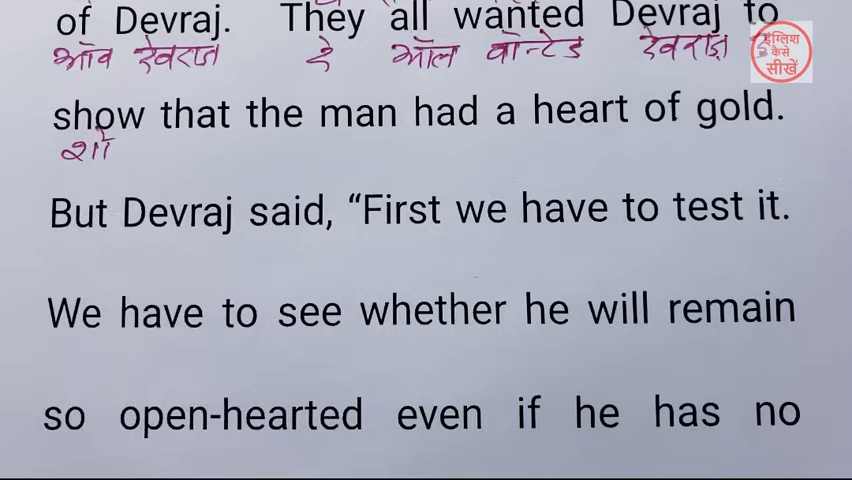 of Devraj. They all wanted Devraj to
ऑव देवराज दे ऑल वॉन्टेड देवराज
इंग्लिश
कैसे
सीखें
show that the man had a heart of gold.
शो
But Devraj said, “First we have to test it.
We have to see whether he will remain
so open-hearted even if he has no